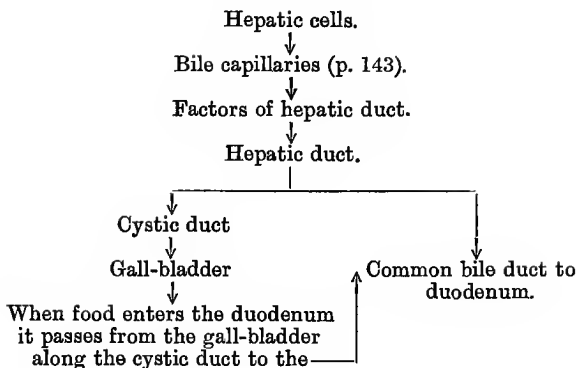 Hepatic cells.
Bile capillaries (p. 143).
Factors of hepatic duct.
Hepatic duct.
Cystic duct
Gall-bladder
When food enters the duodenum
it passes from the gall-bladder
along the cystic duct to the
Common bile duct to
duodenum.